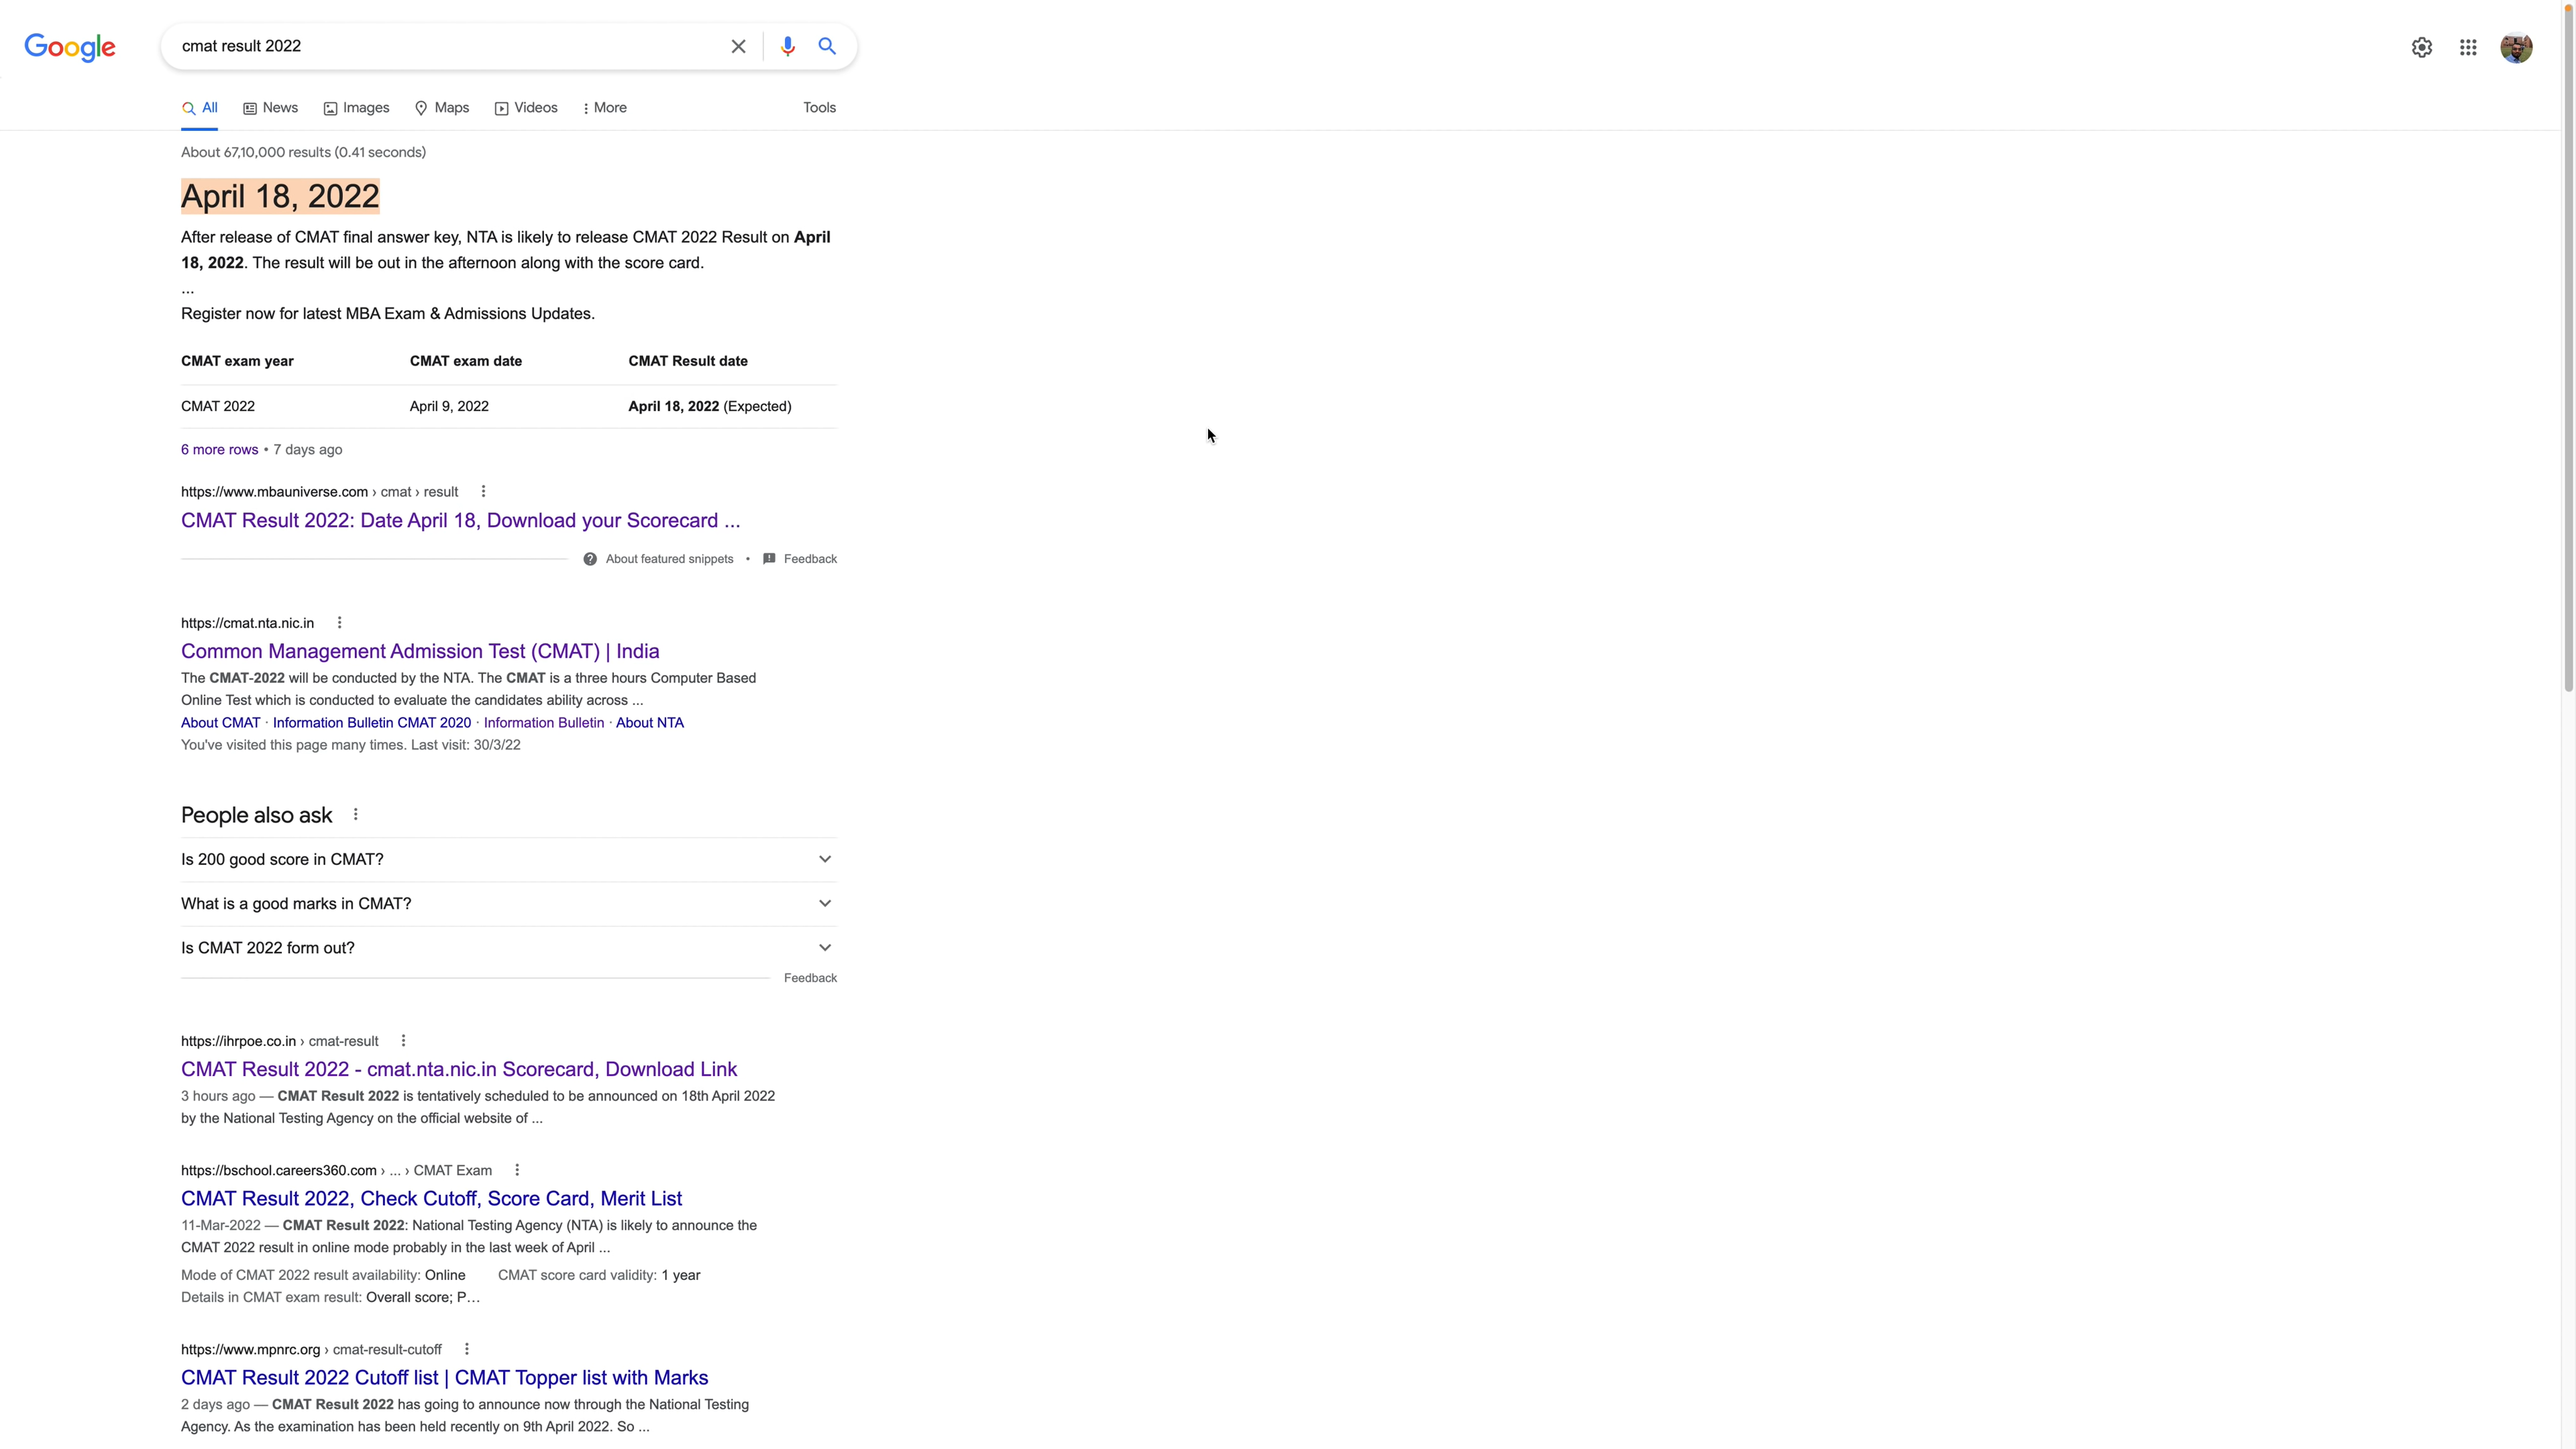 Google
cmat result 2022
All News Images Maps Videos More Tools
About 67,10,000 results (0.41 seconds)
April 18, 2022
After release of CMAT final answer key, NTA is likely to release CMAT 2022 Result on April
18, 2022. The result will be out in the afternoon along with the score card.
...
Register now for latest MBA Exam & Admissions Updates.
CMAT exam year CMAT exam date CMAT Result date
CMAT 2022 April 9, 2022 April 18, 2022 (Expected)
6 more rows • 7 days ago
https://www.mbauniverse.com › cmat › result
CMAT Result 2022: Date April 18, Download your Scorecard ...
About featured snippets • Feedback
https://cmat.nta.nic.in
Common Management Admission Test (CMAT) | India
The CMAT-2022 will be conducted by the NTA. The CMAT is a three hours Computer Based
Online Test which is conducted to evaluate the candidates ability across ...
About CMAT · Information Bulletin CMAT 2020 · Information Bulletin · About NTA
You've visited this page many times. Last visit: 30/3/22
People also ask
Is 200 good score in CMAT?
What is a good marks in CMAT?
Is CMAT 2022 form out?
Feedback
https://ihrpoe.co.in › cmat-result
CMAT Result 2022 - cmat.nta.nic.in Scorecard, Download Link
3 hours ago — CMAT Result 2022 is tentatively scheduled to be announced on 18th April 2022
by the National Testing Agency on the official website of ...
https://bschool.careers360.com › ... › CMAT Exam
CMAT Result 2022, Check Cutoff, Score Card, Merit List
11-Mar-2022 — CMAT Result 2022: National Testing Agency (NTA) is likely to announce the
CMAT 2022 result in online mode probably in the last week of April ...
Mode of CMAT 2022 result availability: Online CMAT score card validity: 1 year
Details in CMAT exam result: Overall score; P...
https://www.mpnrc.org › cmat-result-cutoff
CMAT Result 2022 Cutoff list | CMAT Topper list with Marks
2 days ago — CMAT Result 2022 has going to announce now through the National Testing
Agency. As the examination has been held recently on 9th April 2022. So ...